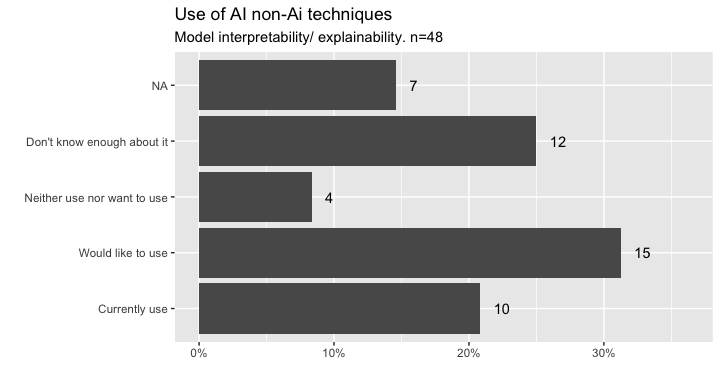 Use of AI non-Ai techniques
Model interpretability/ explainability. n=48
NA
7
Don't know enough about it
12
Neither use nor want to use
4
Would like to use
15
Currently use
10
0%
10%
20%
30%